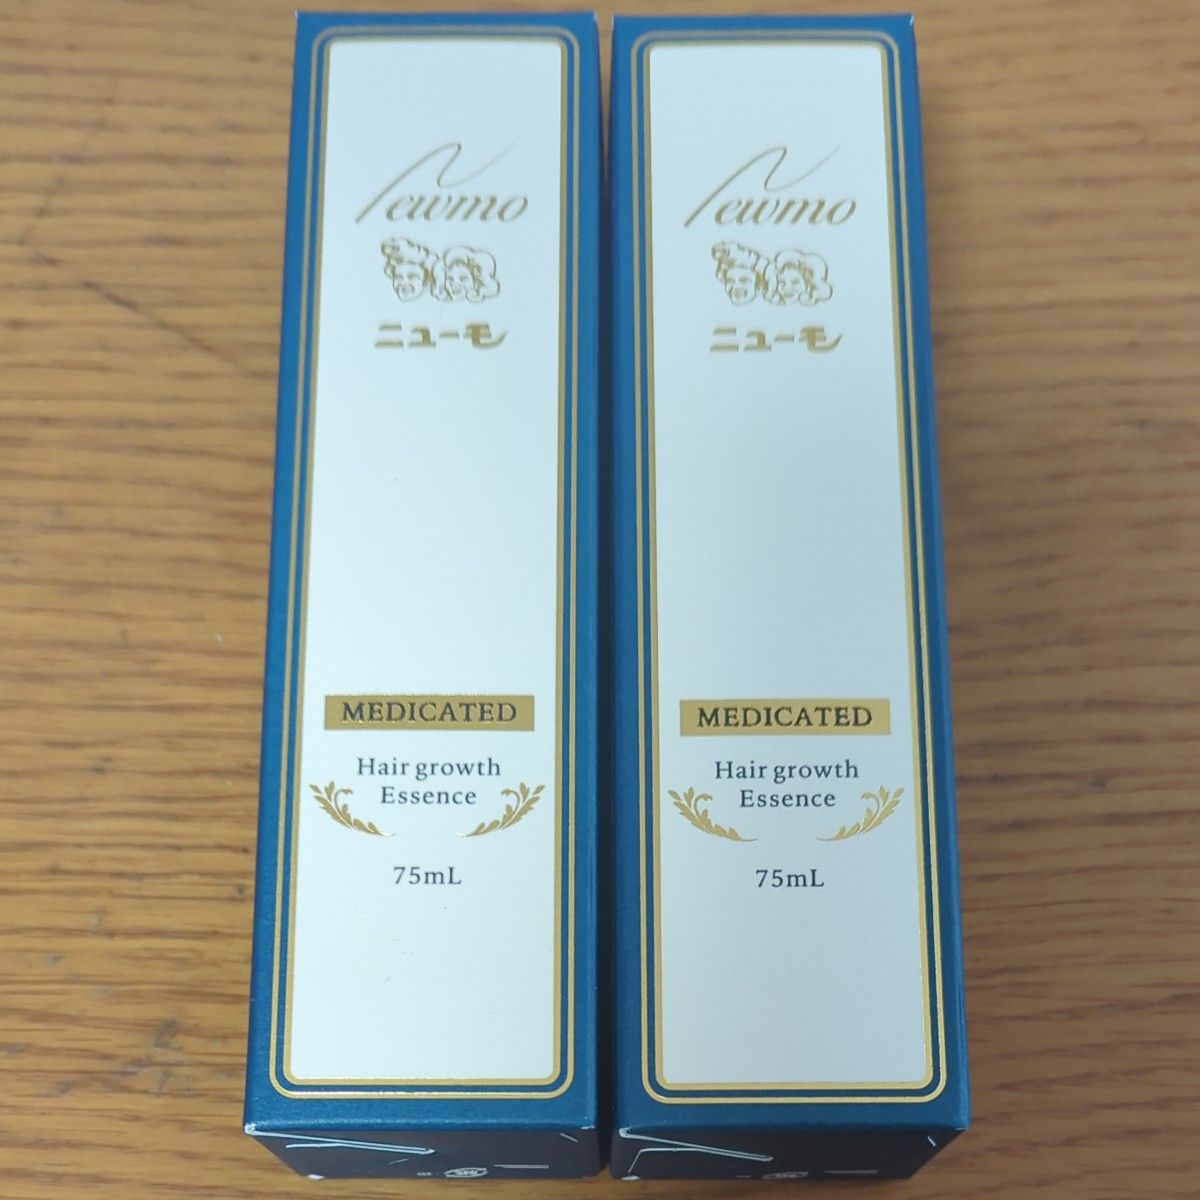 Newmo
ニューモ
MEDICATED
Hair growth
Essence
75mL
Newmo
ニューモ
MEDICATED
Hair growth
Essence
75mL